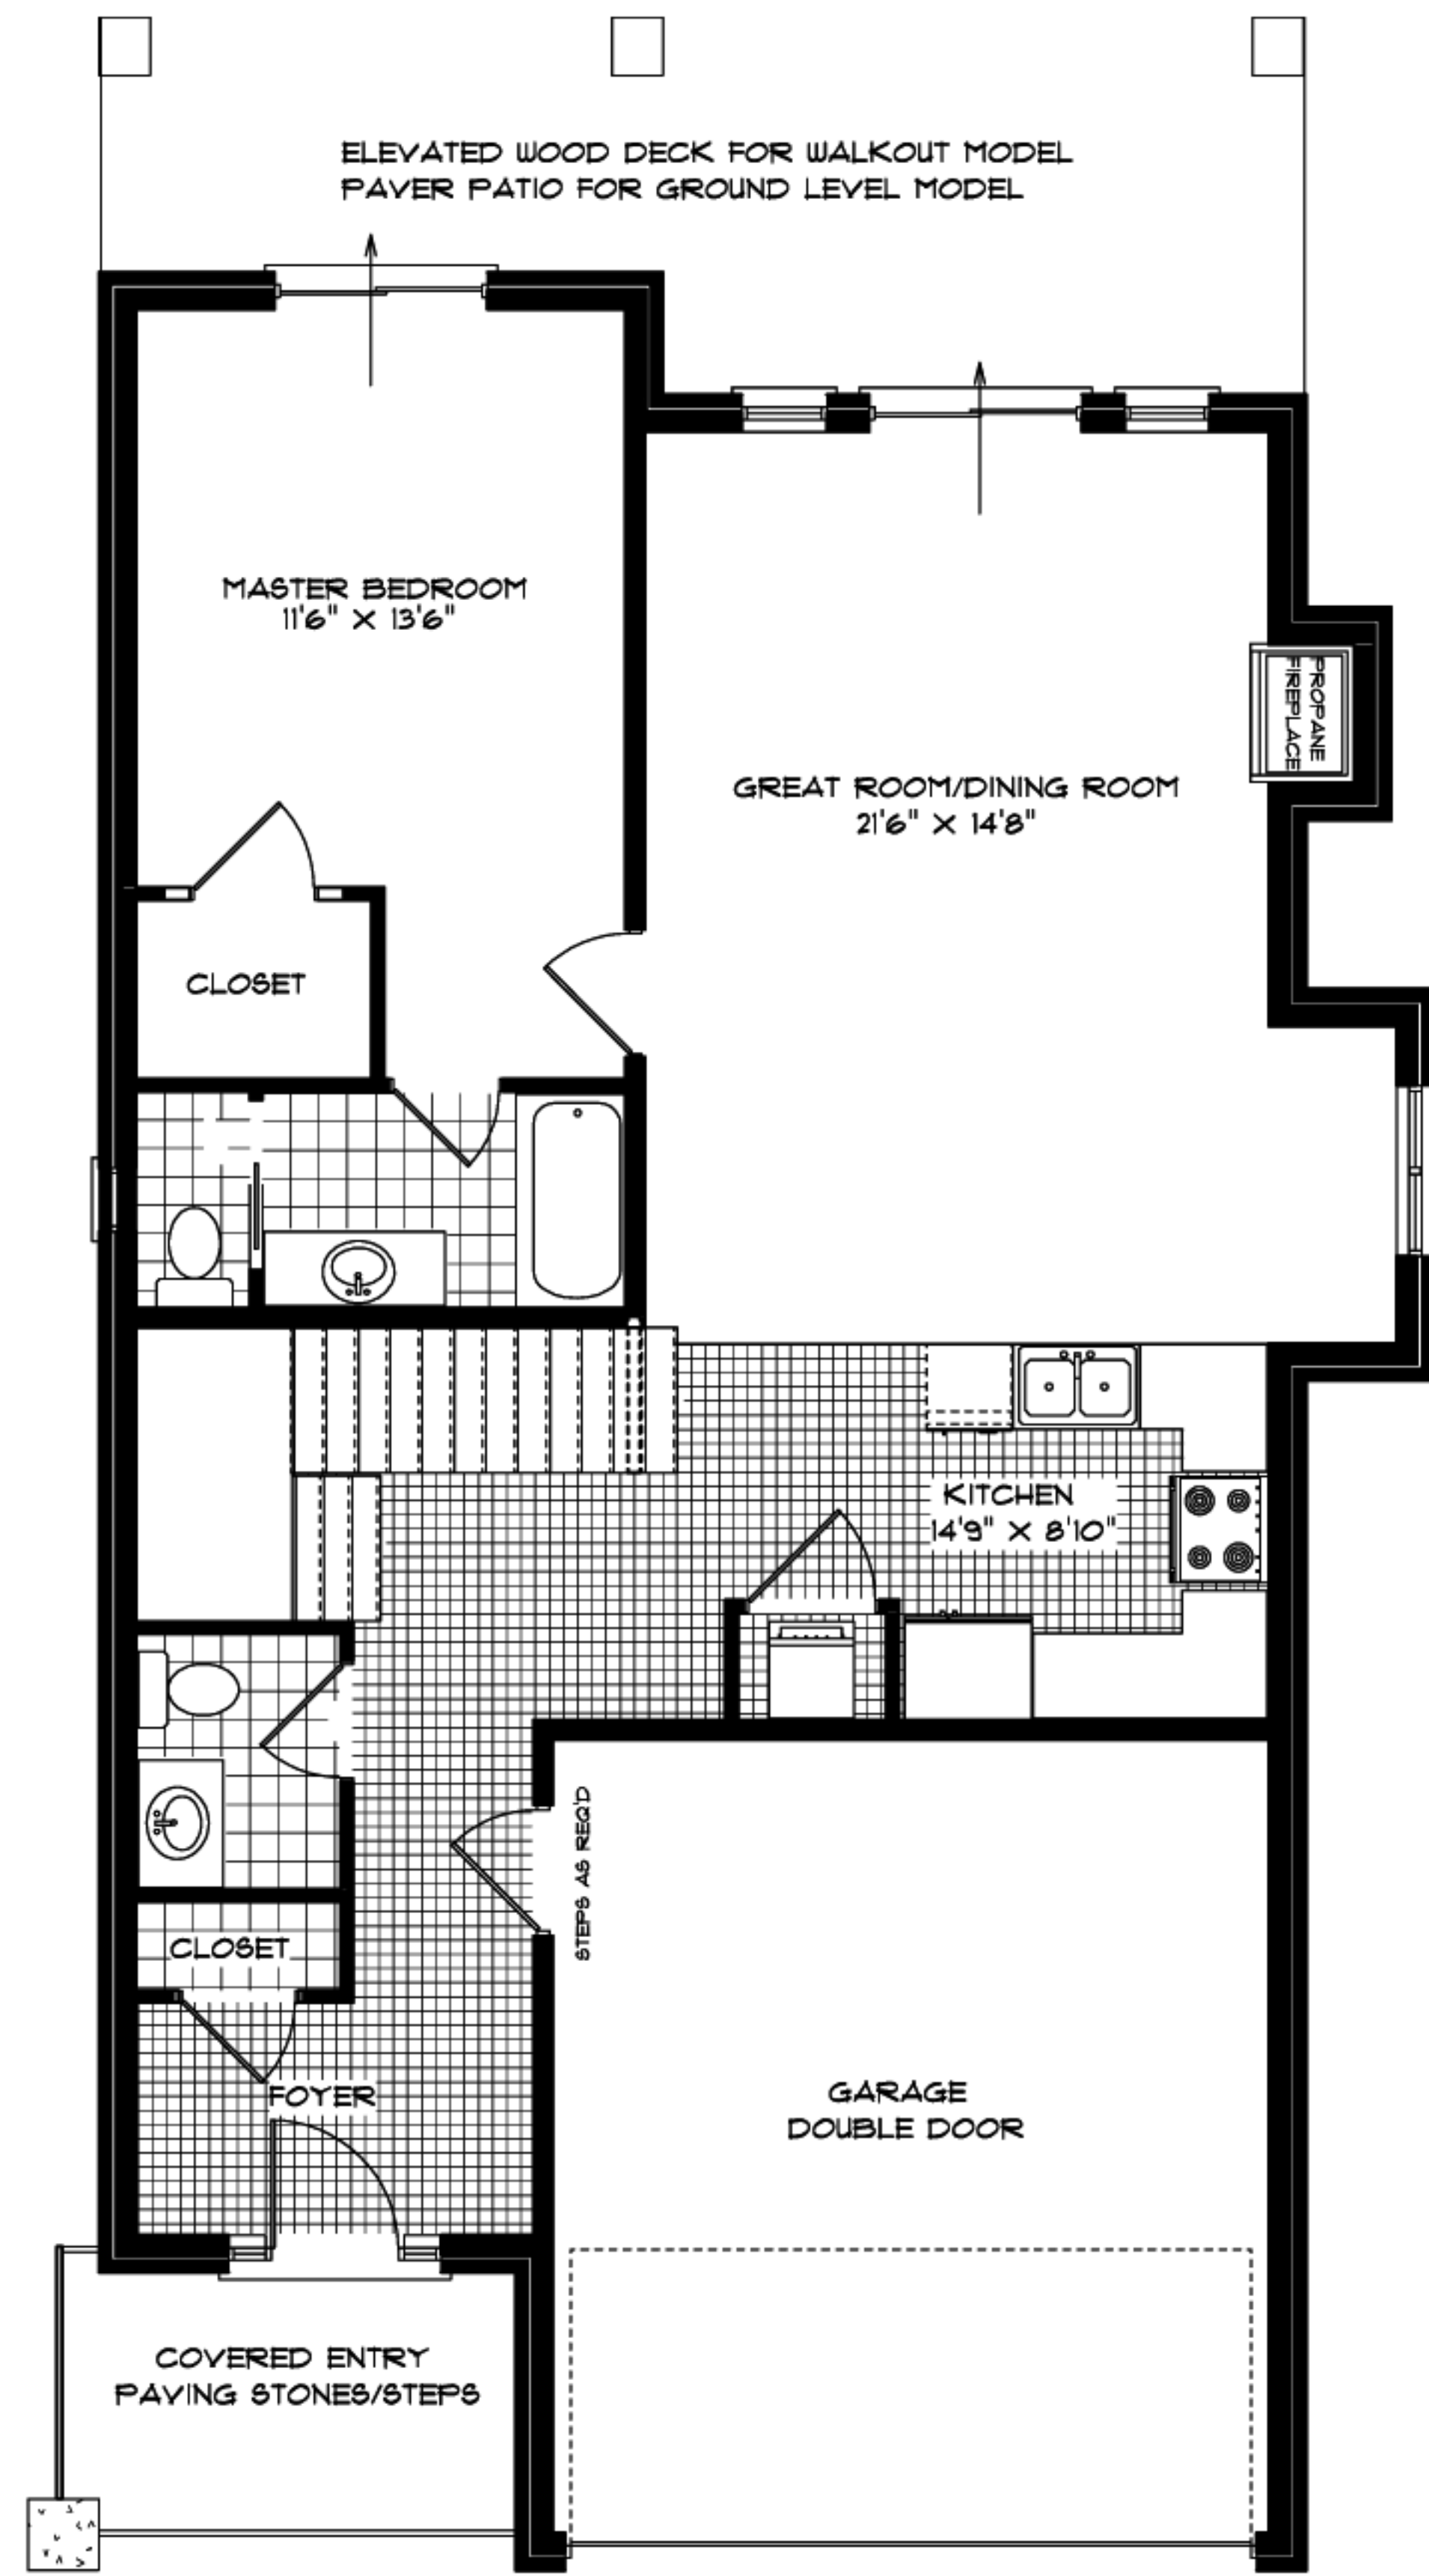 ELEVATED WOOD DECK FOR WALKOUT MODEL
PAVER PATIO FOR GROUND LEVEL MODEL
MASTER BEDROOM
11'6" X 13'6"
PROPANE
FIREPLACE
GREAT ROOM/DINING ROOM
21'6" X 14'8"
CLOSET
KITCHEN
14'9" X 8'10"
STEPS AS REQ'D
CLOSET
FOYER
GARAGE
DOUBLE DOOR
COVERED ENTRY
PAVING STONES/STEPS